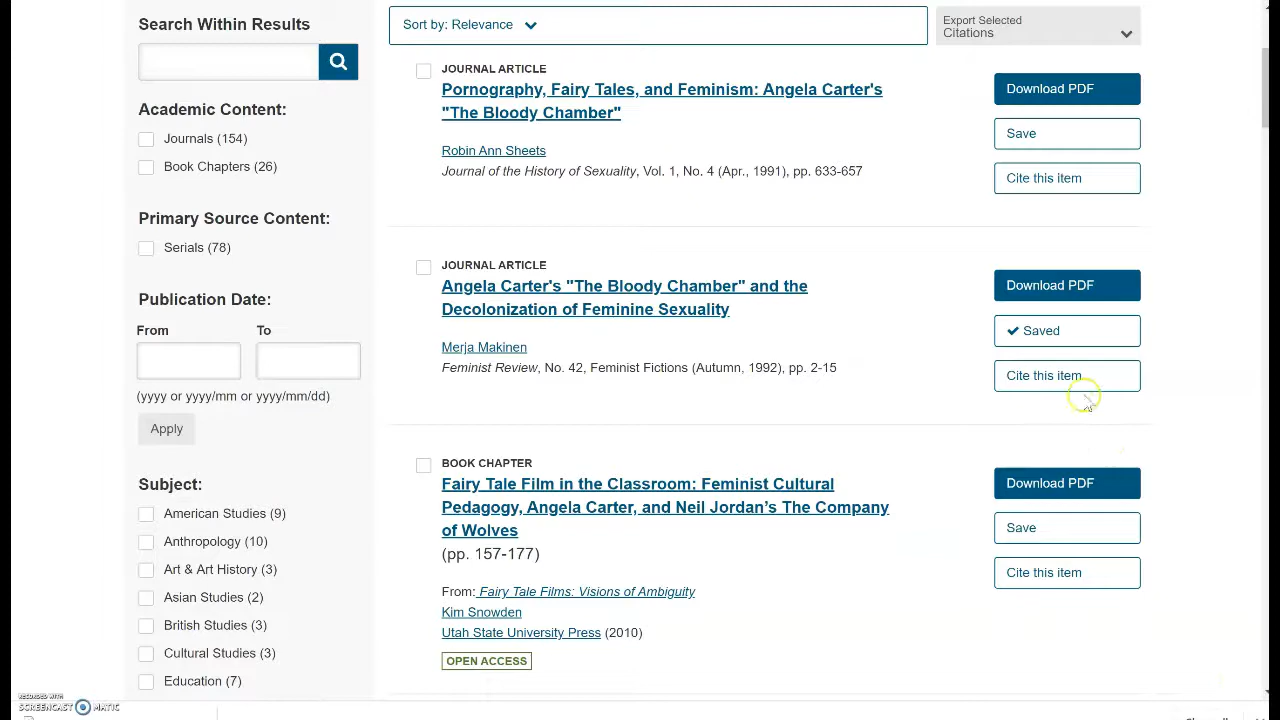 Search Within Results
Academic Content:
Journals (154)
Book Chapters (26)
Primary Source Content:
Serials (78)
Publication Date:
From To
(yyyy or yyyy/mm or yyyy/mm/dd)
Apply
Subject:
American Studies (9)
Anthropology (10)
Art & Art History (3)
Asian Studies (2)
British Studies (3)
Cultural Studies (3)
Education (7)
Sort by: Relevance
Export Selected
Citations
JOURNAL ARTICLE
Pornography, Fairy Tales, and Feminism: Angela Carter's
"The Bloody Chamber"
Robin Ann Sheets
Journal of the History of Sexuality, Vol. 1, No. 4 (Apr., 1991), pp. 633-657
Download PDF
Save
Cite this item
JOURNAL ARTICLE
Angela Carter's "The Bloody Chamber" and the
Decolonization of Feminine Sexuality
Merja Makinen
Feminist Review, No. 42, Feminist Fictions (Autumn, 1992), pp. 2-15
Download PDF
Saved
Cite this item
BOOK CHAPTER
Fairy Tale Film in the Classroom: Feminist Cultural
Pedagogy, Angela Carter, and Neil Jordan’s The Company
of Wolves
(pp. 157-177)
From: Fairy Tale Films: Visions of Ambiguity
Kim Snowden
Utah State University Press (2010)
OPEN ACCESS
Download PDF
Save
Cite this item
RECORDED WITH
SCREENCAST MATIC